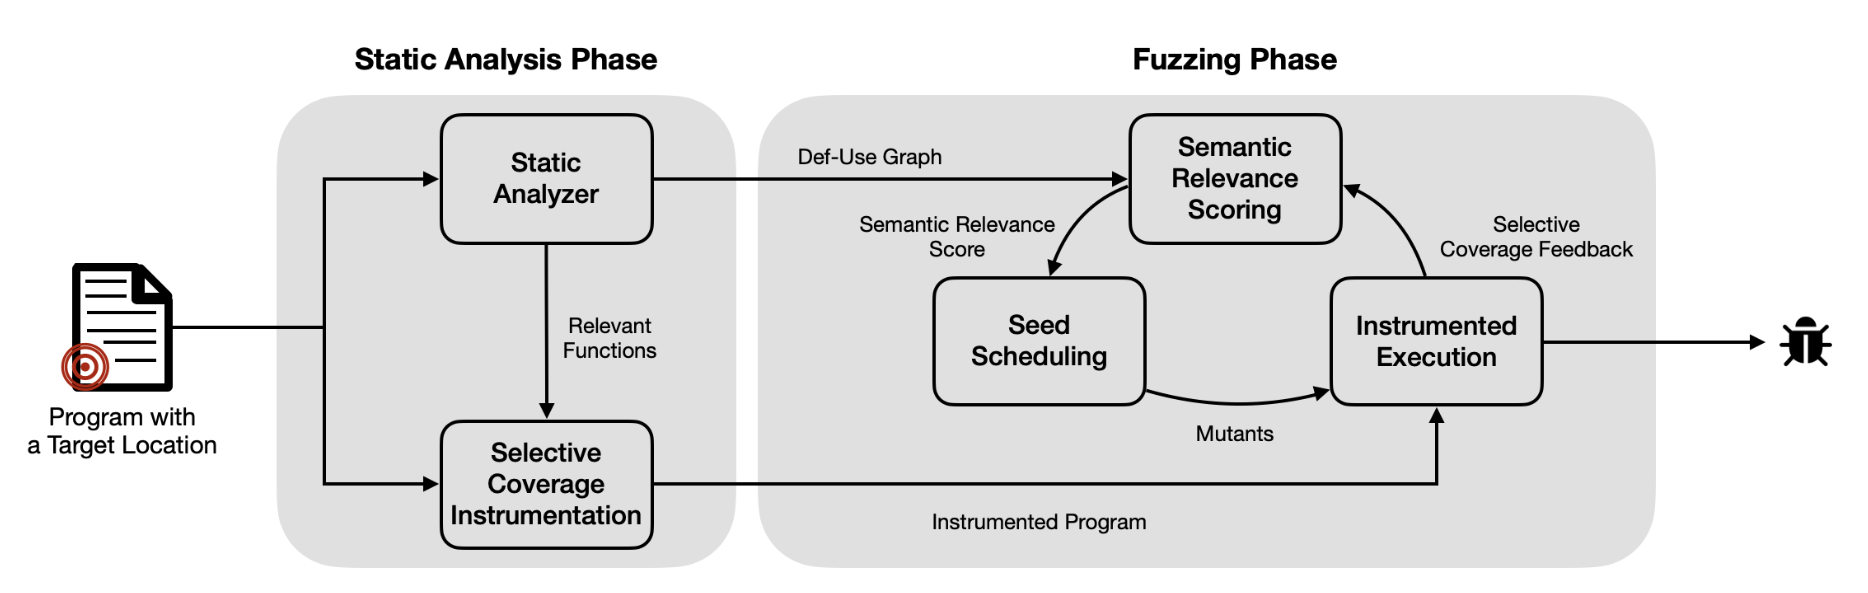 Static Analysis Phase
Fuzzing Phase
Static
Analyzer
Def-Use Graph
Semantic
Relevance
Scoring
Semantic Relevance
Score
Selective
Coverage Feedback
Relevant
Functions
Seed
Scheduling
Instrumented
Execution
Program with
a Target Location
Mutants
Selective
Coverage
Instrumentation
Instrumented Program